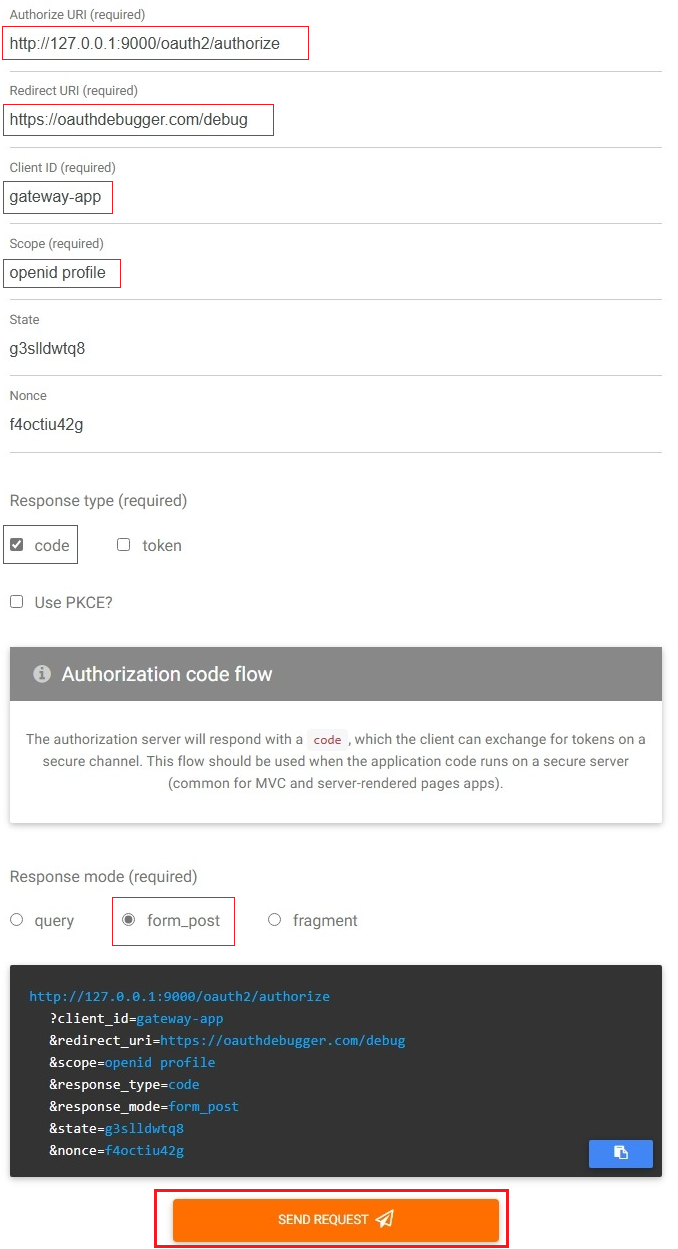 Authorize URI (required)
http://127.0.0.1:9000/oauth2/authorize
Redirect URI (required)
https://oauthdebugger.com/debug
Client ID (required)
gateway-app
Scope (required)
openid profile
State
g3slldwtq8
Nonce
f4octiu42g
Response type (required)
code token
Use PKCE?
Authorization code flow
The authorization server will respond with a code , which the client can exchange for tokens on a
secure channel. This flow should be used when the application code runs on a secure server
(common for MVC and server-rendered pages apps).
Response mode (required)
query form_post fragment
http://127.0.0.1:9000/oauth2/authorize
?client_id=gateway-app
&redirect_uri=https://oauthdebugger.com/debug
&scope=openid profile
&response_type=code
&response_mode=form_post
&state=g3slldwtq8
&nonce=f4octiu42g
SEND REQUEST